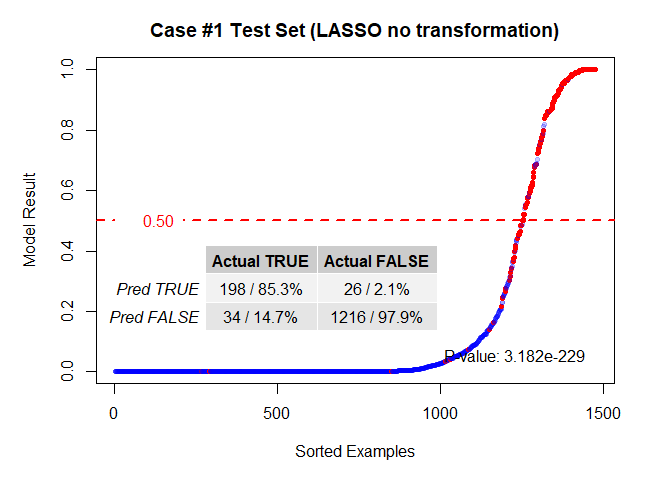 Case #1 Test Set (LASSO no transformation)
Model Result
1.0
0.8
0.6
0.4
0.2
0.0
0.50
Actual TRUE Actual FALSE
Pred TRUE 198 / 85.3% 26 / 2.1%
Pred FALSE 34 / 14.7% 1216 / 97.9%
P-value: 3.182e-229
0 500 1000 1500
Sorted Examples